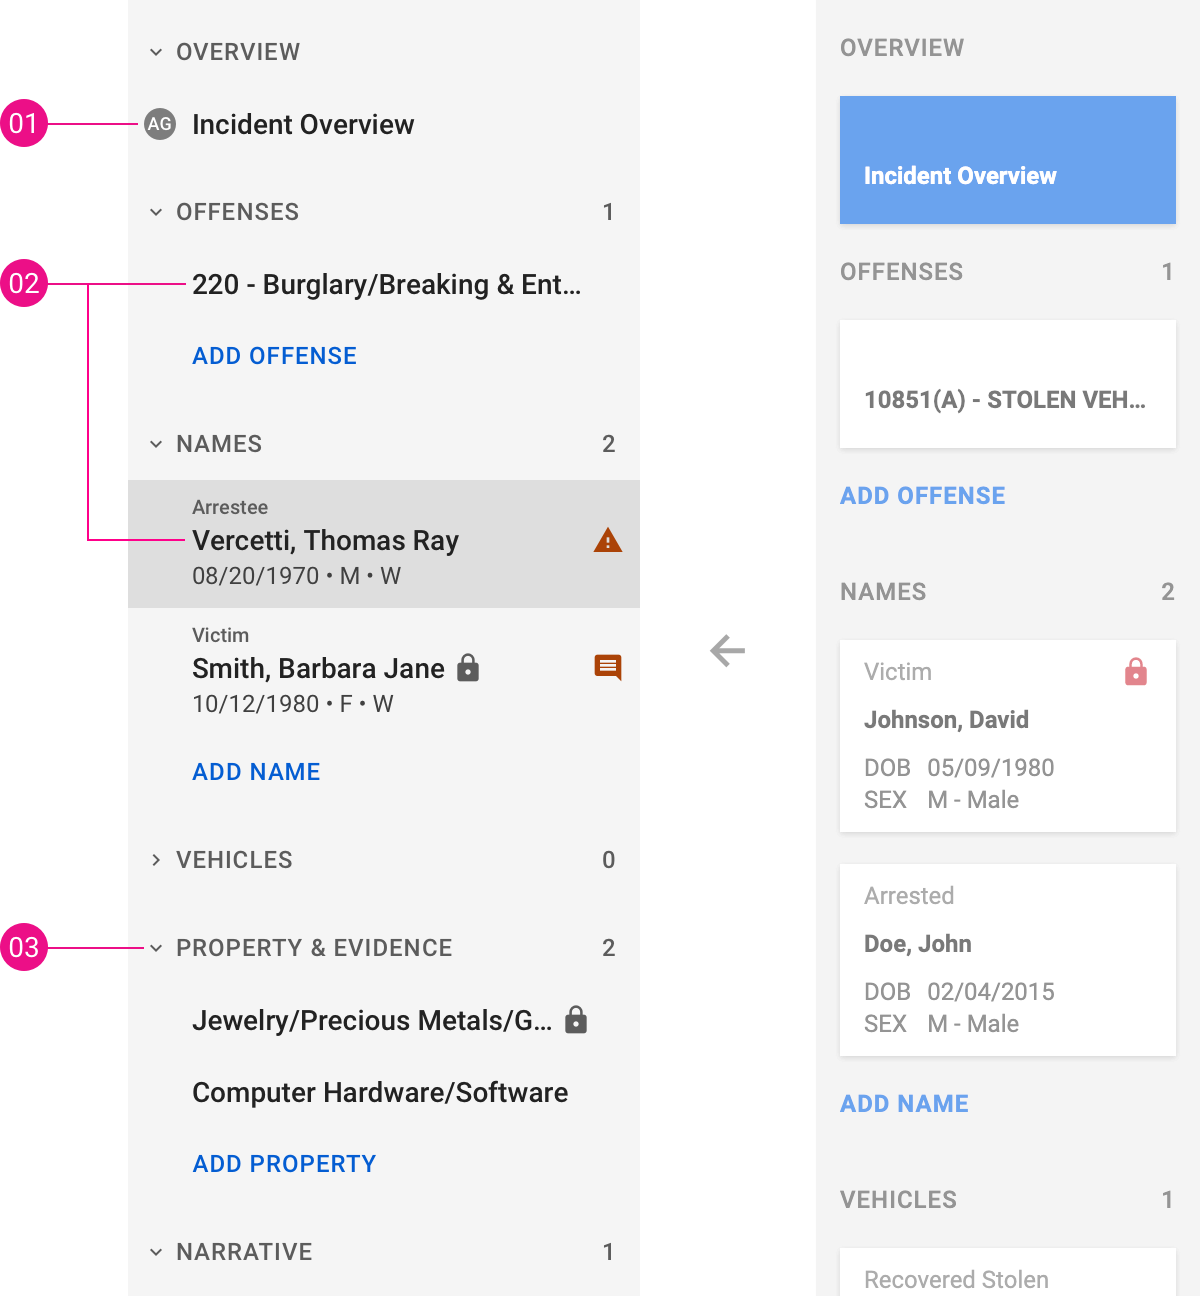 OVERVIEW
01
AG Incident Overview
OFFENSES 1
02
220 - Burglary/Breaking & Ent...
ADD OFFENSE
NAMES 2
Arrestee
Vercetti, Thomas Ray
08/20/1970 • M • W
Victim
Smith, Barbara Jane
10/12/1980 • F • W
ADD NAME
VEHICLES 0
03
PROPERTY & EVIDENCE 2
Jewelry/Precious Metals/G...
Computer Hardware/Software
ADD PROPERTY
NARRATIVE 1
OVERVIEW
Incident Overview
OFFENSES 1
10851(A) - STOLEN VEH...
ADD OFFENSE
NAMES 2
Victim
Johnson, David
DOB 05/09/1980
SEX M - Male
Arrested
Doe, John
DOB 02/04/2015
SEX M - Male
ADD NAME
VEHICLES 1
Recovered Stolen